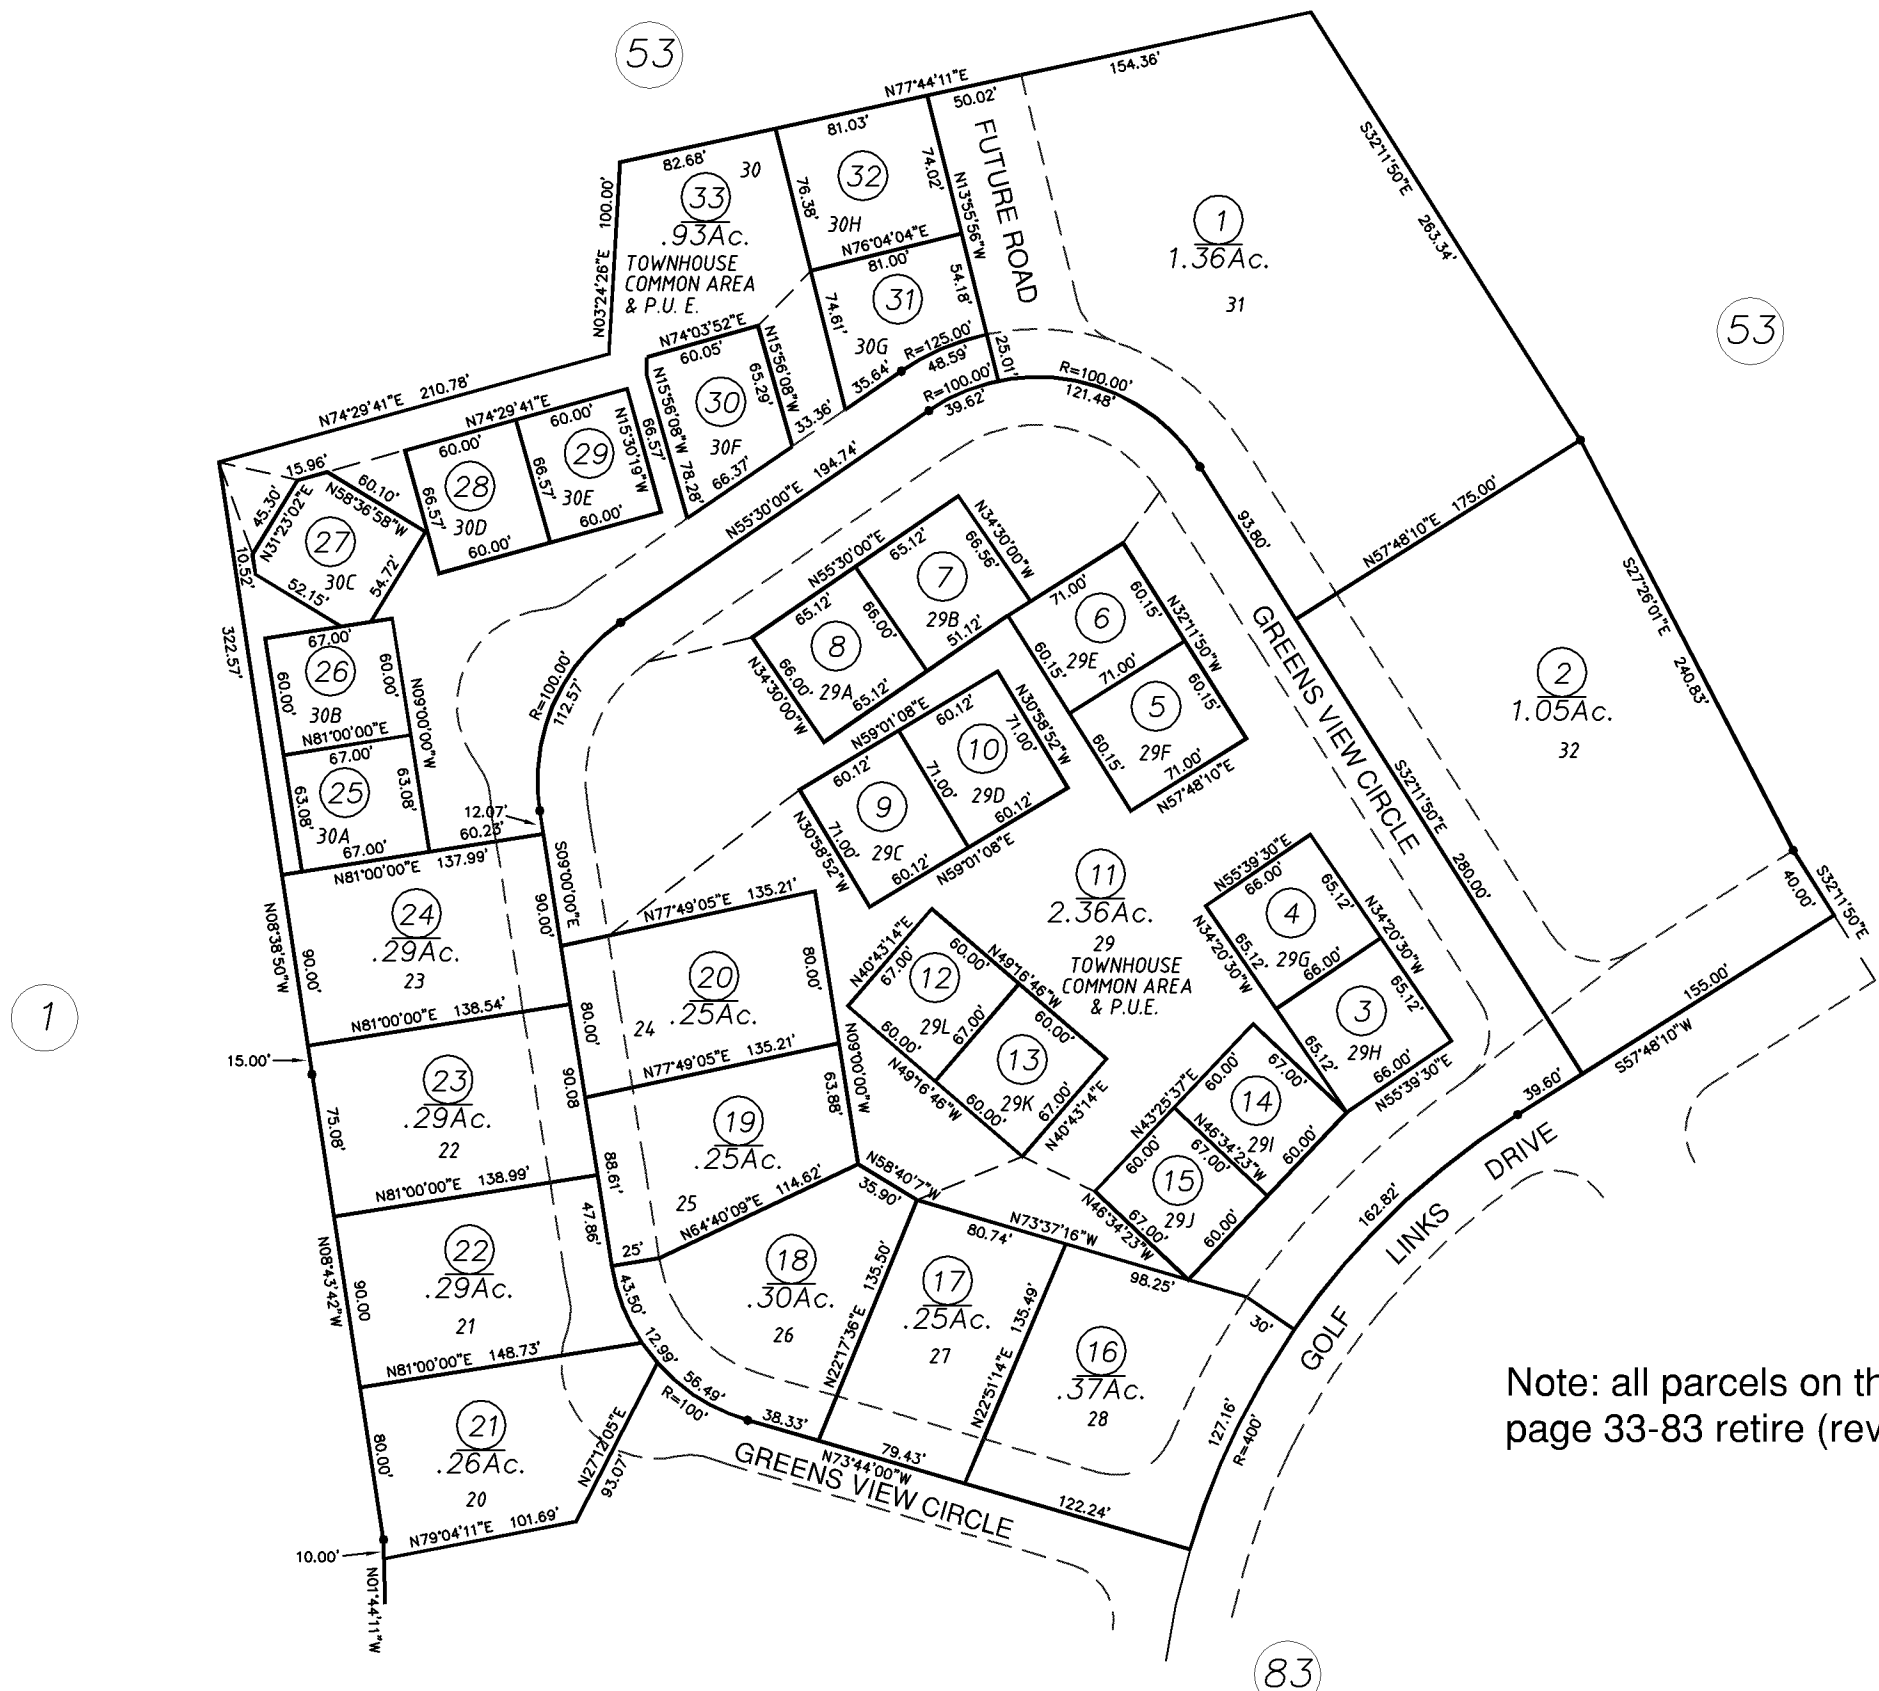 53
N77°44'11"E
154.36'
50.02'
81.03'
82.68'
30
33
.93Ac.
TOWNHOUSE
COMMON AREA
& P.U.E.
N03°24'26"E 100.00'
76.38'
32
30H
74.02'
N13°55'56"W
FUTURE ROAD
N76°04'04"E
81.00'
31
30G
74.61'
54.18'
R=125.00'
48.59'
35.64'
25.01'
R=100.00'
39.62'
R=100.00'
121.48'
1
1.36Ac.
31
S32°11'50"E 263.34'
53
N74°29'41"E 210.78'
N74°03'52"E
60.05'
N15°56'08"W
65.29'
30
30F
N15°56'08"W 78.28'
66.57'
66.37'
33.36'
N55°30'00"E 194.74'
N74°29'41"E
60.00'
60.00'
N15°30'19"W
28
30D
66.57'
60.00'
29
30E
66.57'
60.00'
15.96'
45.30'
N31°23'02"E
60.10'
N58°36'58"W
27
30C
10.52'
52.15'
54.72'
322.57'
67.00'
26
30B
60.00'
60.00'
N09°00'00"W
N81°00'00"E
67.00'
25
30A
63.08'
63.08'
67.00'
12.07'
60.23'
N81°00'00"E 137.99'
R=100.00'
112.57'
93.80'
N57°48'10"E 175.00'
S27°26'01"E 240.83'
2
1.05Ac.
32
GREENS VIEW CIRCLE
S32°11'50"E 280.00'
S32°11'50"E
40.00'
155.00'
S57°48'10"W
N55°30'00"E
65.12'
65.12'
7
29B
66.56'
N34°30'00"W
66.00'
51.12'
8
29A
66.00'
N34°30'00"W
65.12'
71.00'
6
29E
60.15'
60.15'
N32°11'50"W
71.00'
5
29F
60.15'
60.15'
71.00'
N57°48'10"E
N59°01'08"E
60.12'
60.12'
10
29D
71.00'
N30°58'52"W
71.00'
60.12'
9
29C
71.00'
N30°58'52"W
60.12'
N59°01'08"E
11
2.36Ac.
29
TOWNHOUSE
COMMON AREA
& P.U.E.
N55°39'30"E
66.00'
4
29G
65.12'
65.12'
N34°20'30"W
N34°20'30"W
66.00'
3
29H
65.12'
65.12'
66.00'
N55°39'30"E
S09°00'00"E
90.00'
80.00'
90.08
88.61'
47.86'
24
.29Ac.
23
N08°38'50"W
90.00'
N81°00'00"E 138.54'
1
15.00'
75.08'
23
.29Ac.
22
N81°00'00"E 138.99'
N08°43'42"W
90.00
22
.29Ac.
21
N81°00'00"E 148.73'
80.00'
21
.26Ac.
20
N27°12'05"E
93.07'
N79°04'11"E 101.69'
10.00'
N01°44'11"W
N77°49'05"E 135.21'
20
.25Ac.
24
80.00'
N77°49'05"E 135.21'
19
.25Ac.
25
63.88'
N09°00'00"W
N64°40'09"E 114.62'
25'
43.50'
12.99'
56.49'
R=100'
38.33'
N58°40'7"W
35.90'
18
.30Ac.
26
N22°17'36"E 135.50'
N73°37'16"W
80.74'
98.25'
17
.25Ac.
27
N22°51'14"E 135.49'
16
.37Ac.
28
79.43'
N73°44'00"W
122.24'
GREENS VIEW CIRCLE
N40°43'14"E
67.00'
12
29L
60.00'
N49°16'46"W
60.00'
67.00'
13
29K
60.00'
N49°16'46"W
60.00'
67.00'
N40°43'14"E
N43°25'37"E
60.00'
60.00'
14
29I
67.00'
60.00'
N46°34'23"W
67.00'
15
29J
67.00'
N46°34'23"W
60.00'
30'
39.60'
162.82'
127.16'
R=400'
GOLF LINKS DRIVE
Note: all parcels on th
page 33-83 retire (rev
83